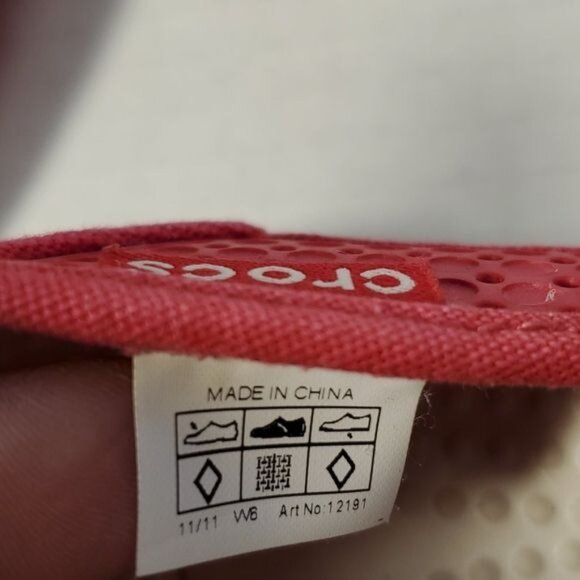 crocs
MADE IN CHINA
11/11 W6 Art No:12191